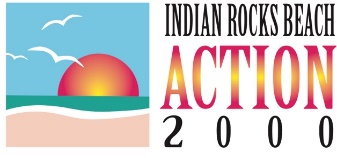 INDIAN ROCKS BEACH
ACTION
2000